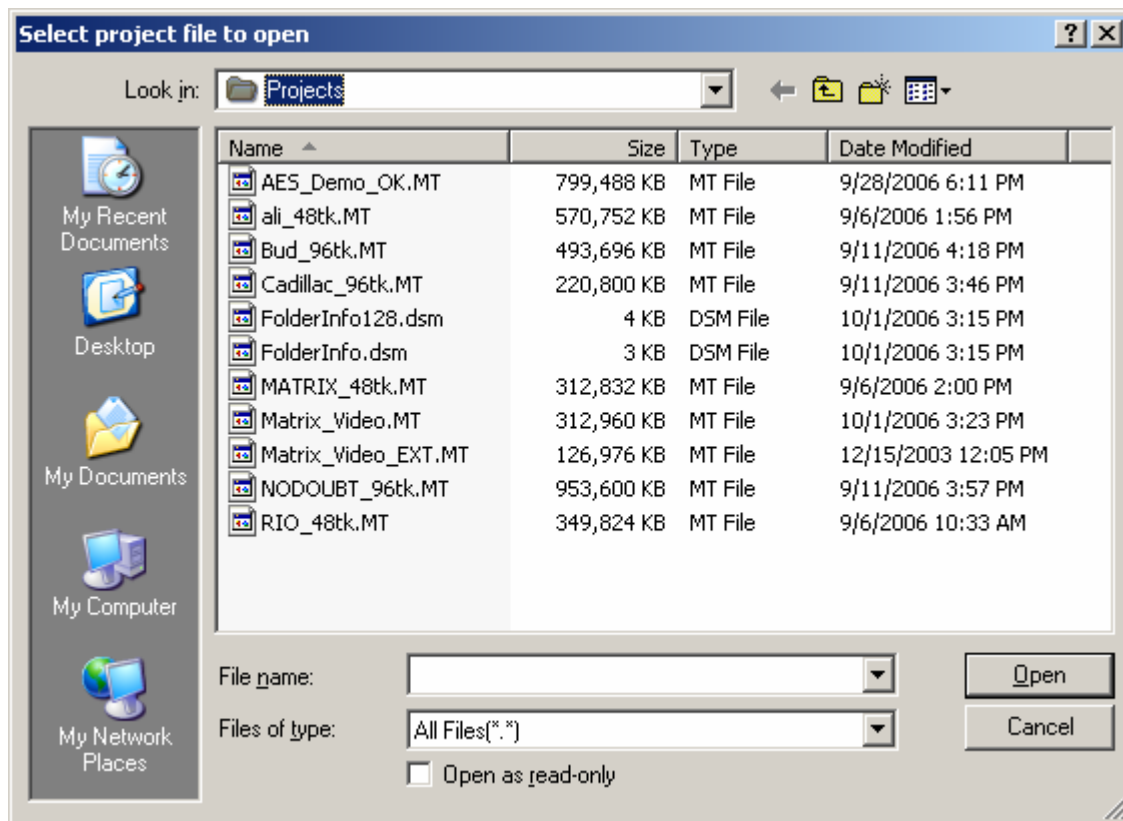 Select project file to open
Look in: Projects
My Recent Documents
Desktop
My Documents
My Computer
My Network Places
Name Size Type Date Modified
AES_Demo_OK.MT 799,488 KB MT File 9/28/2006 6:11 PM
ali_48tk.MT 570,752 KB MT File 9/6/2006 1:56 PM
Bud_96tk.MT 493,696 KB MT File 9/11/2006 4:18 PM
Cadillac_96tk.MT 220,800 KB MT File 9/11/2006 3:46 PM
FolderInfo128.dsm 4 KB DSM File 10/1/2006 3:15 PM
FolderInfo.dsm 3 KB DSM File 10/1/2006 3:15 PM
MATRIX_48tk.MT 312,832 KB MT File 9/6/2006 2:00 PM
Matrix_Video.MT 312,960 KB MT File 10/1/2006 3:23 PM
Matrix_Video_EXT.MT 126,976 KB MT File 12/15/2003 12:05 PM
NODOUBT_96tk.MT 953,600 KB MT File 9/11/2006 3:57 PM
RIO_48tk.MT 349,824 KB MT File 9/6/2006 10:33 AM
File name:
Open
Files of type: All Files(*.*)
Cancel
Open as read-only